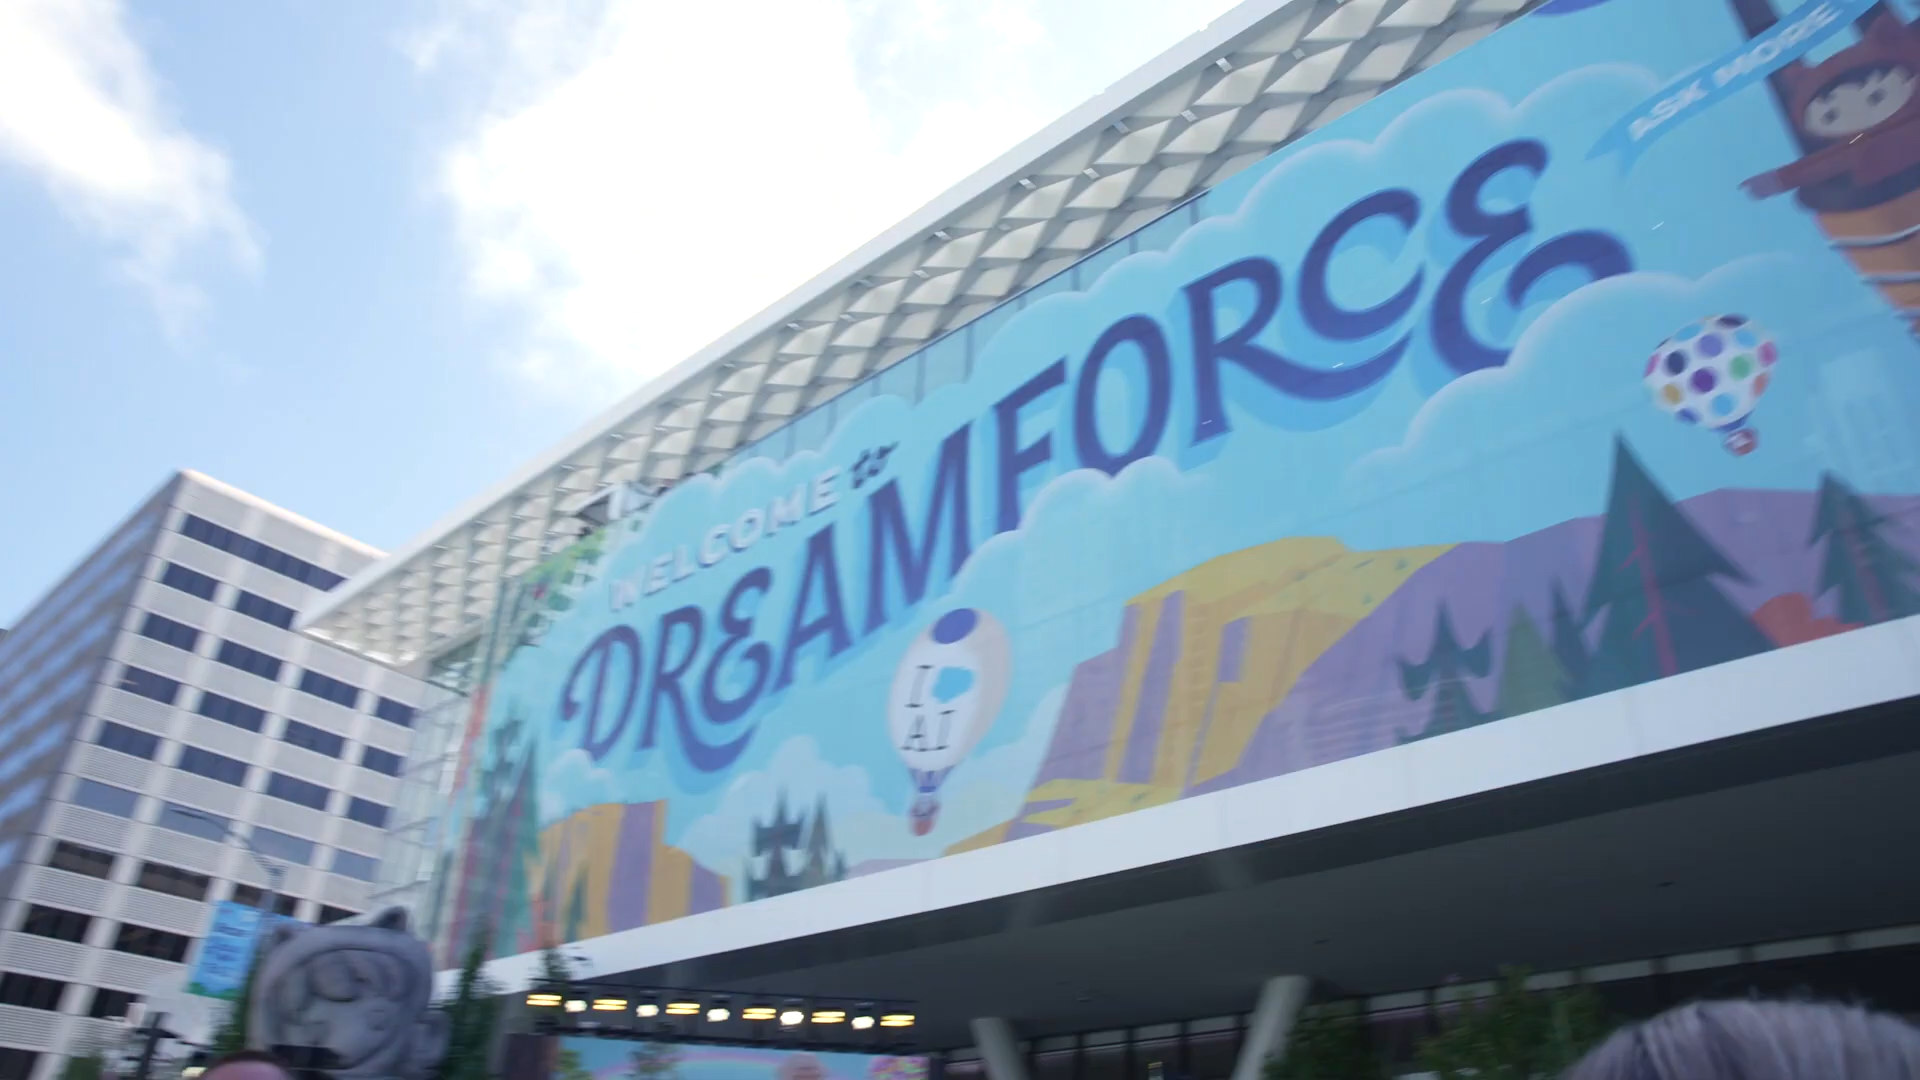 ASK MORE
WELCOME to
DREAMFORCE
I
AI